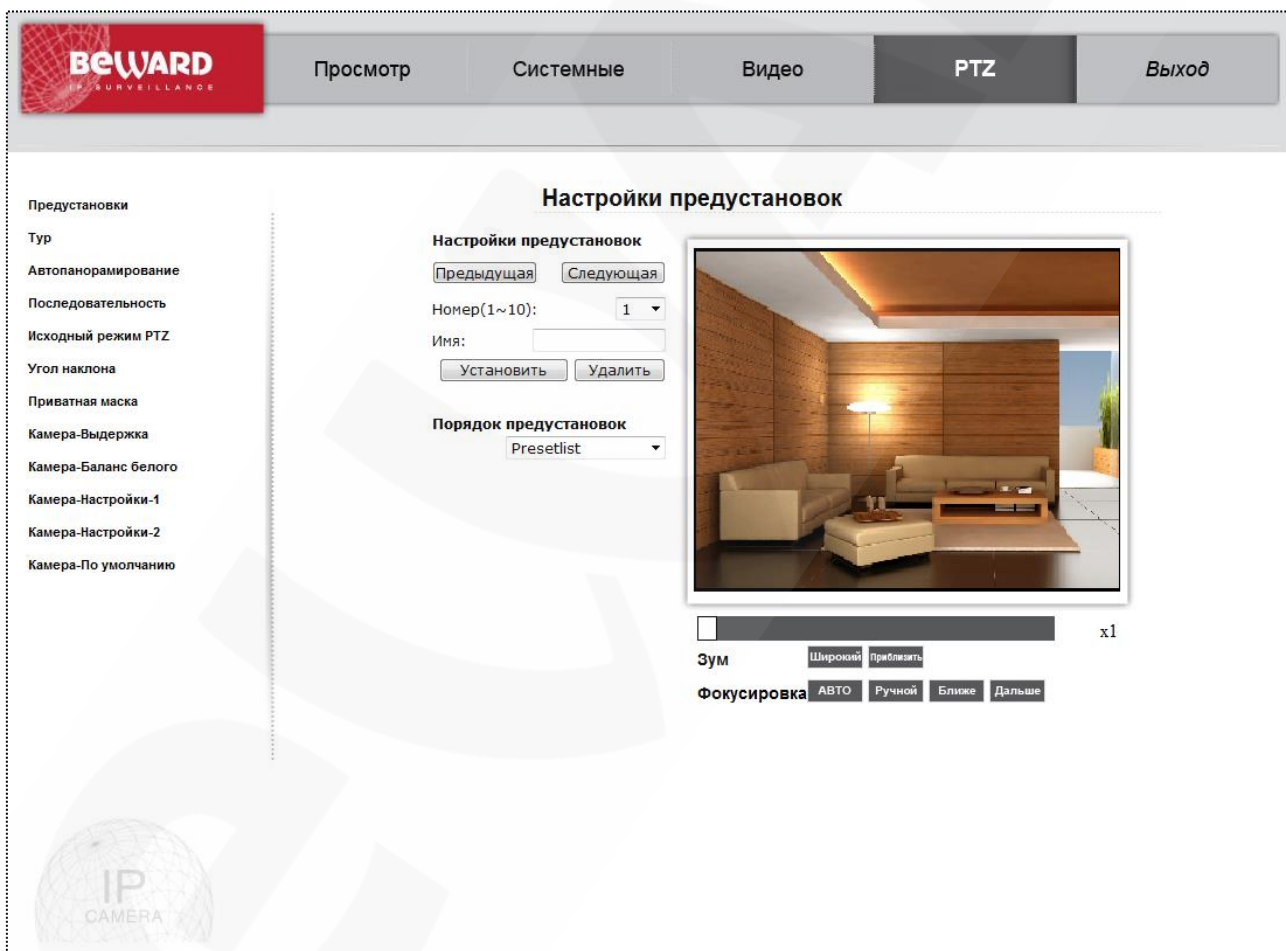 BEWARD
IP SURVEILLANCE
Просмотр
Системные
Видео
PTZ
Выход
Предустановки
Тур
Автопанорамирование
Последовательность
Исходный режим PTZ
Угол наклона
Приватная маска
Камера-Выдержка
Камера-Баланс белого
Камера-Настройки-1
Камера-Настройки-2
Камера-По умолчанию
Настройки предустановок
Настройки предустановок
Предыдущая Следующая
Номер(1~10): 1
Имя:
Установить Удалить
Порядок предустановок
Presetlist
x1
Зум Широкий Приблизить
Фокусировка АВТО Ручной Ближе Дальше
IP
CAMERA